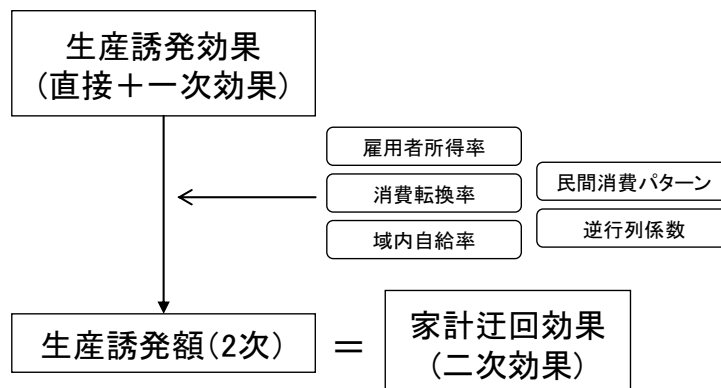 生産誘発効果
(直接＋一次効果)
雇用者所得率
消費転換率
域内自給率
民間消費パターン
逆行列係数
生産誘発額(2次)
＝
家計迂回効果
(二次効果)